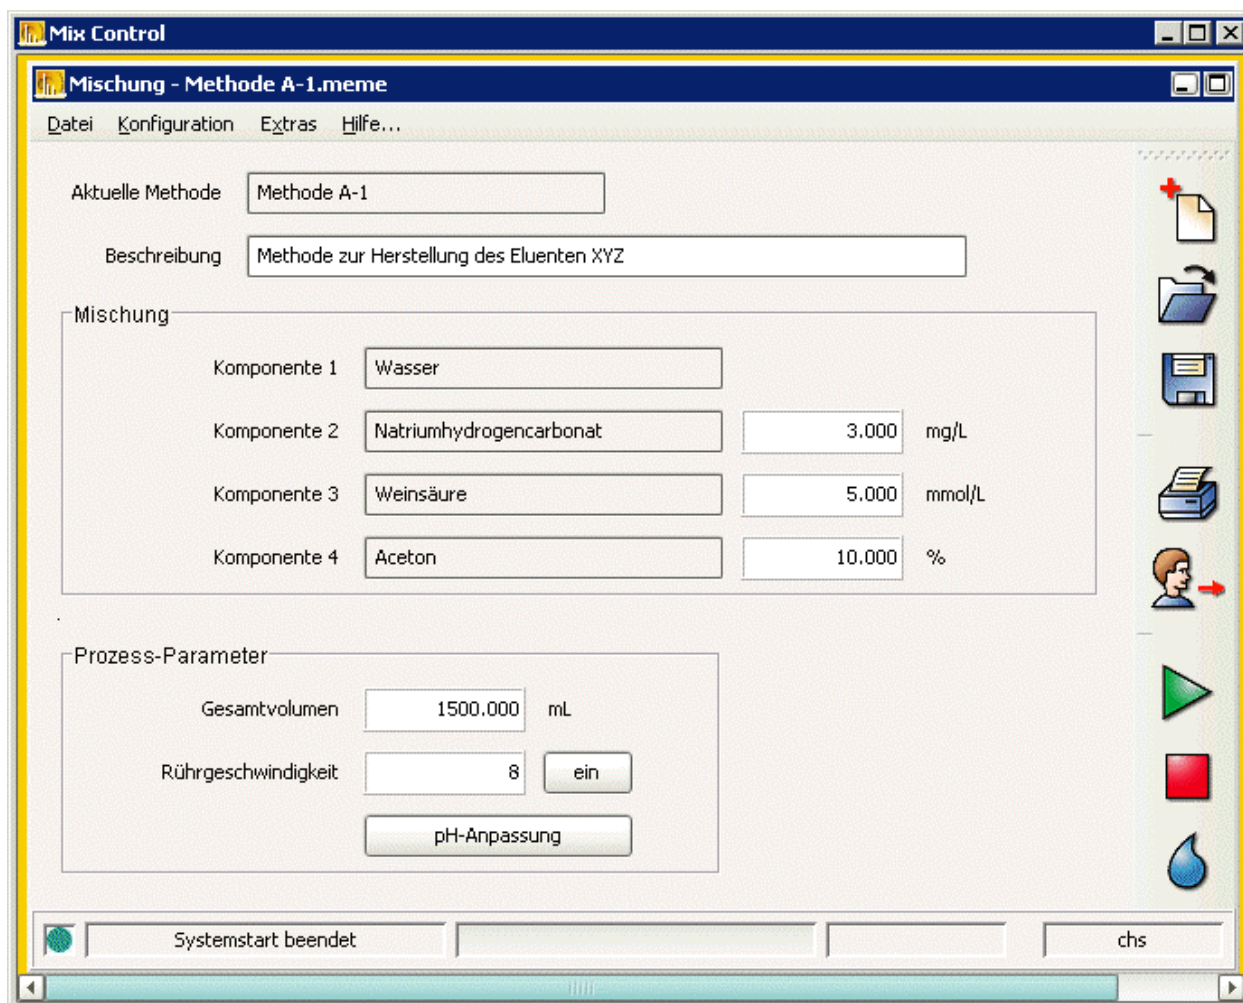 Mix Control
Mischung - Methode A-1.meme
Datei Konfiguration Extras Hilfe...
Aktuelle Methode Methode A-1
Beschreibung Methode zur Herstellung des Eluenten XYZ
Mischung
Komponente 1 Wasser
Komponente 2 Natriumhydrogencarbonat 3.000 mg/L
Komponente 3 Weinsäure 5.000 mmol/L
Komponente 4 Aceton 10.000 %
Prozess-Parameter
Gesamtvolumen 1500.000 mL
Rührgeschwindigkeit 8 ein
pH-Anpassung
Systemstart beendet chs